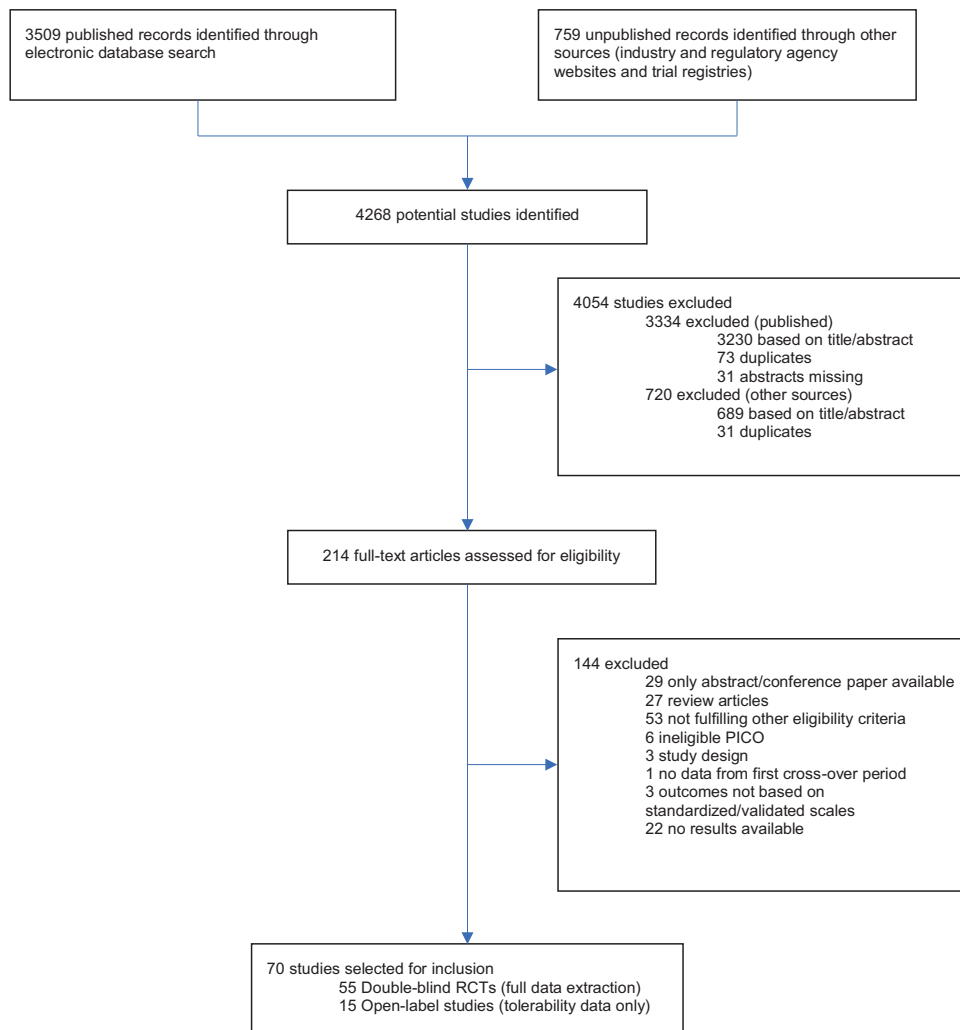 3509 published records identified through
electronic database search
759 unpublished records identified through other
sources (industry and regulatory agency
websites and trial registries)
4268 potential studies identified
4054 studies excluded
3334 excluded (published)
3230 based on title/abstract
73 duplicates
31 abstracts missing
720 excluded (other sources)
689 based on title/abstract
31 duplicates
214 full-text articles assessed for eligibility
144 excluded
29 only abstract/conference paper available
27 review articles
53 not fulfilling other eligibility criteria
6 ineligible PICO
3 study design
1 no data from first cross-over period
3 outcomes not based on
standardized/validated scales
22 no results available
70 studies selected for inclusion
55 Double-blind RCTs (full data extraction)
15 Open-label studies (tolerability data only)